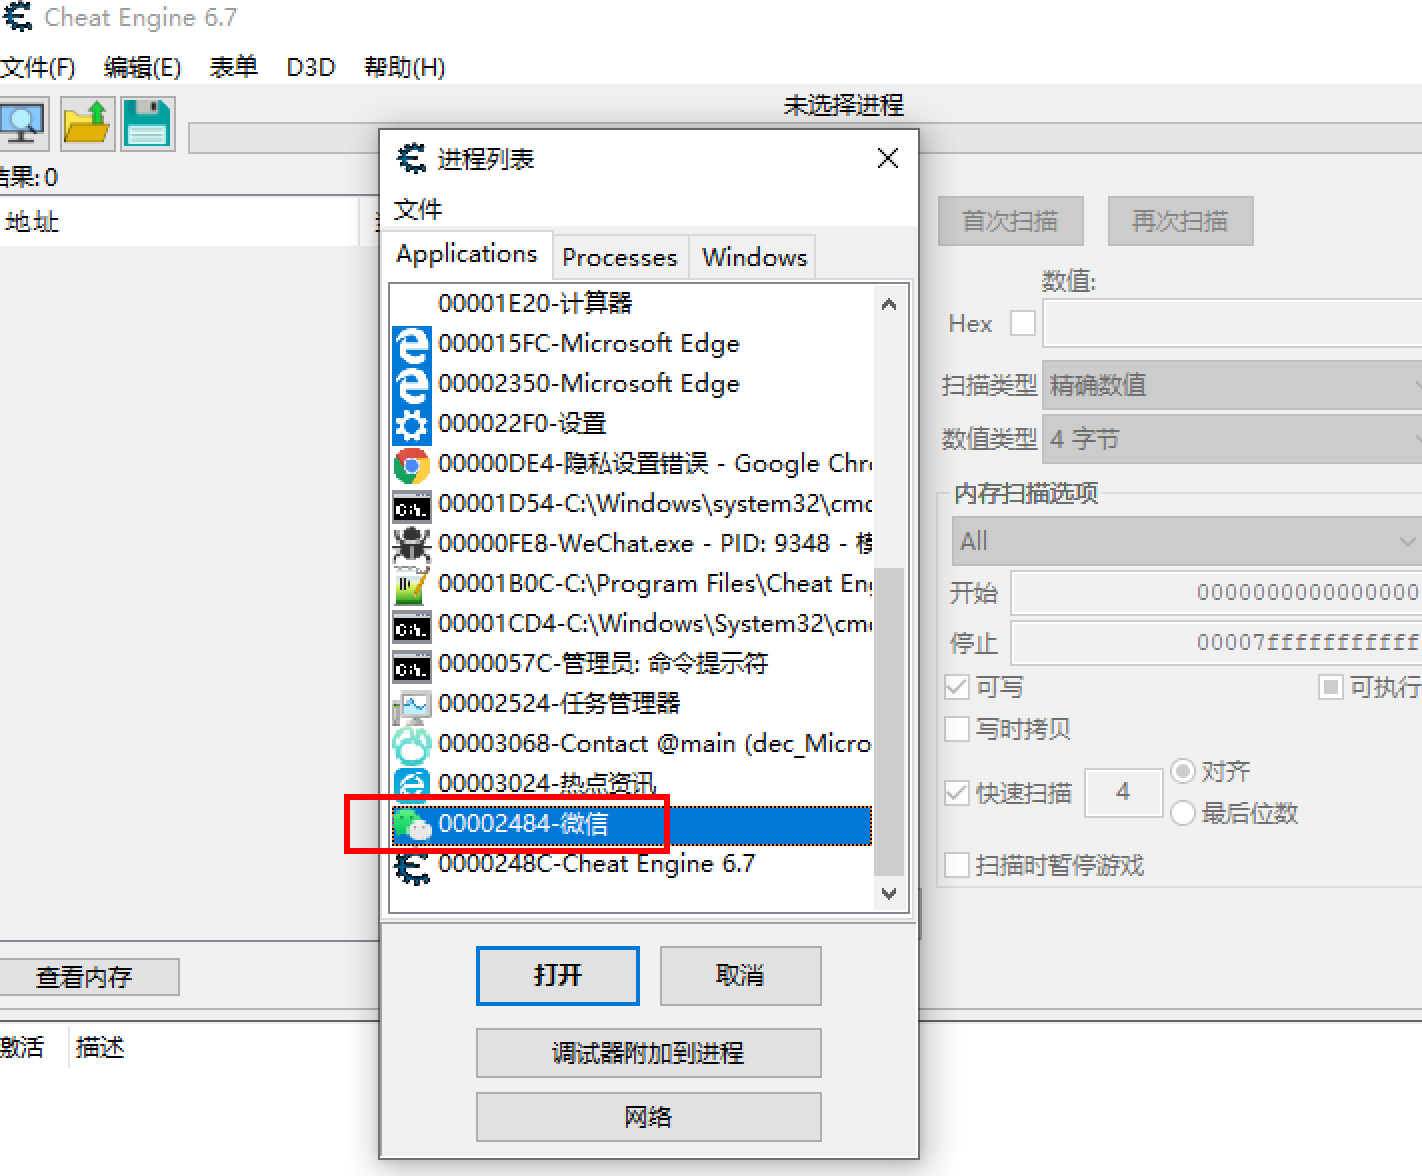 Cheat Engine 6.7
文件(F) 编辑(E) 表单 D3D 帮助(H)
未选择进程
结果: 0
地址
进程列表
文件
Applications Processes Windows
00001E20-计算器
000015FC-Microsoft Edge
00002350-Microsoft Edge
000022F0-设置
00000DE4-隐私设置错误 - Google Chr
00001D54-C:\Windows\system32\cmd
00000FE8-WeChat.exe - PID: 9348 - 模
00001B0C-C:\Program Files\Cheat Eng
00001CD4-C:\Windows\System32\cmd
0000057C-管理员: 命令提示符
00002524-任务管理器
00003068-Contact @main (dec_Micro
00003024-热点资讯
00002484-微信
0000248C-Cheat Engine 6.7
打开 取消
调试器附加到进程
网络
首次扫描 再次扫描
数值:
Hex
扫描类型 精确数值
数值类型 4 字节
内存扫描选项
All
开始 0000000000000000
停止 00007fffffffffff
可写 可执行
写时拷贝
快速扫描 4 对齐
最后位数
扫描时暂停游戏
查看内存
激活 描述